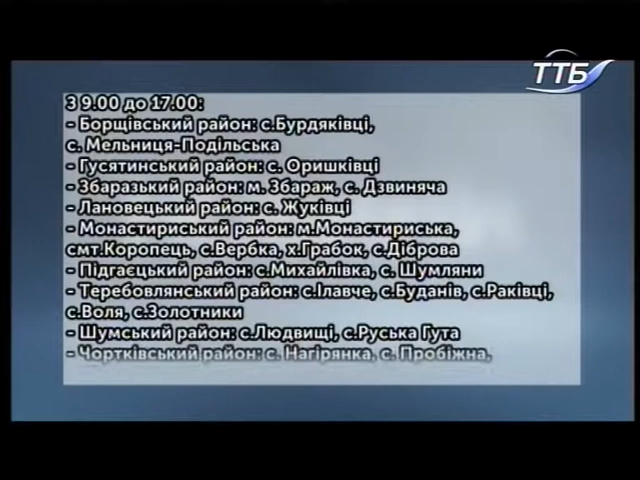 ТТБ
З 9.00 до 17.00:
- Борщівський район: с.Бурдяківці,
с. Мельниця-Подільська
- Гусятинський район: с. Оришківці
- Збаразький район: м. Збараж, с. Дзвиняча
- Лановецький район: с. Жуківці
- Монастириський район: м.Монастириська,
смт.Коропець, с.Вербка, х.Грабок, с.Діброва
- Підгаєцький район: с.Михайлівка, с. Шумляни
- Теребовлянський район: с.Ілавче, с.Буданів, с.Раківці,
с.Воля, с.Золотники
- Шумський район: с.Людвищі, с.Руська Гута
- Чортківський район: с. Нагірянка, с. Пробіжна,